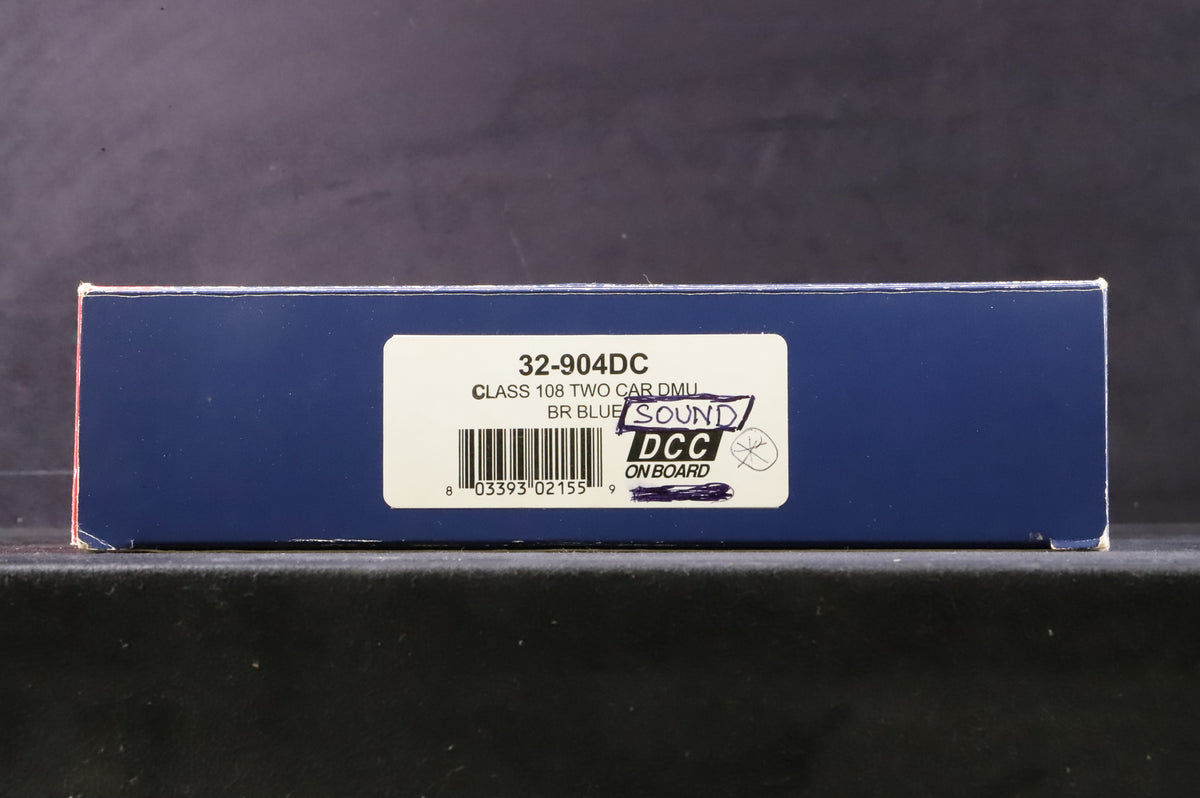 32-904DC
CLASS 108 TWO CAR DMU
BR BLUE
SOUND
DCC
ON BOARD
8 03393 02155 9